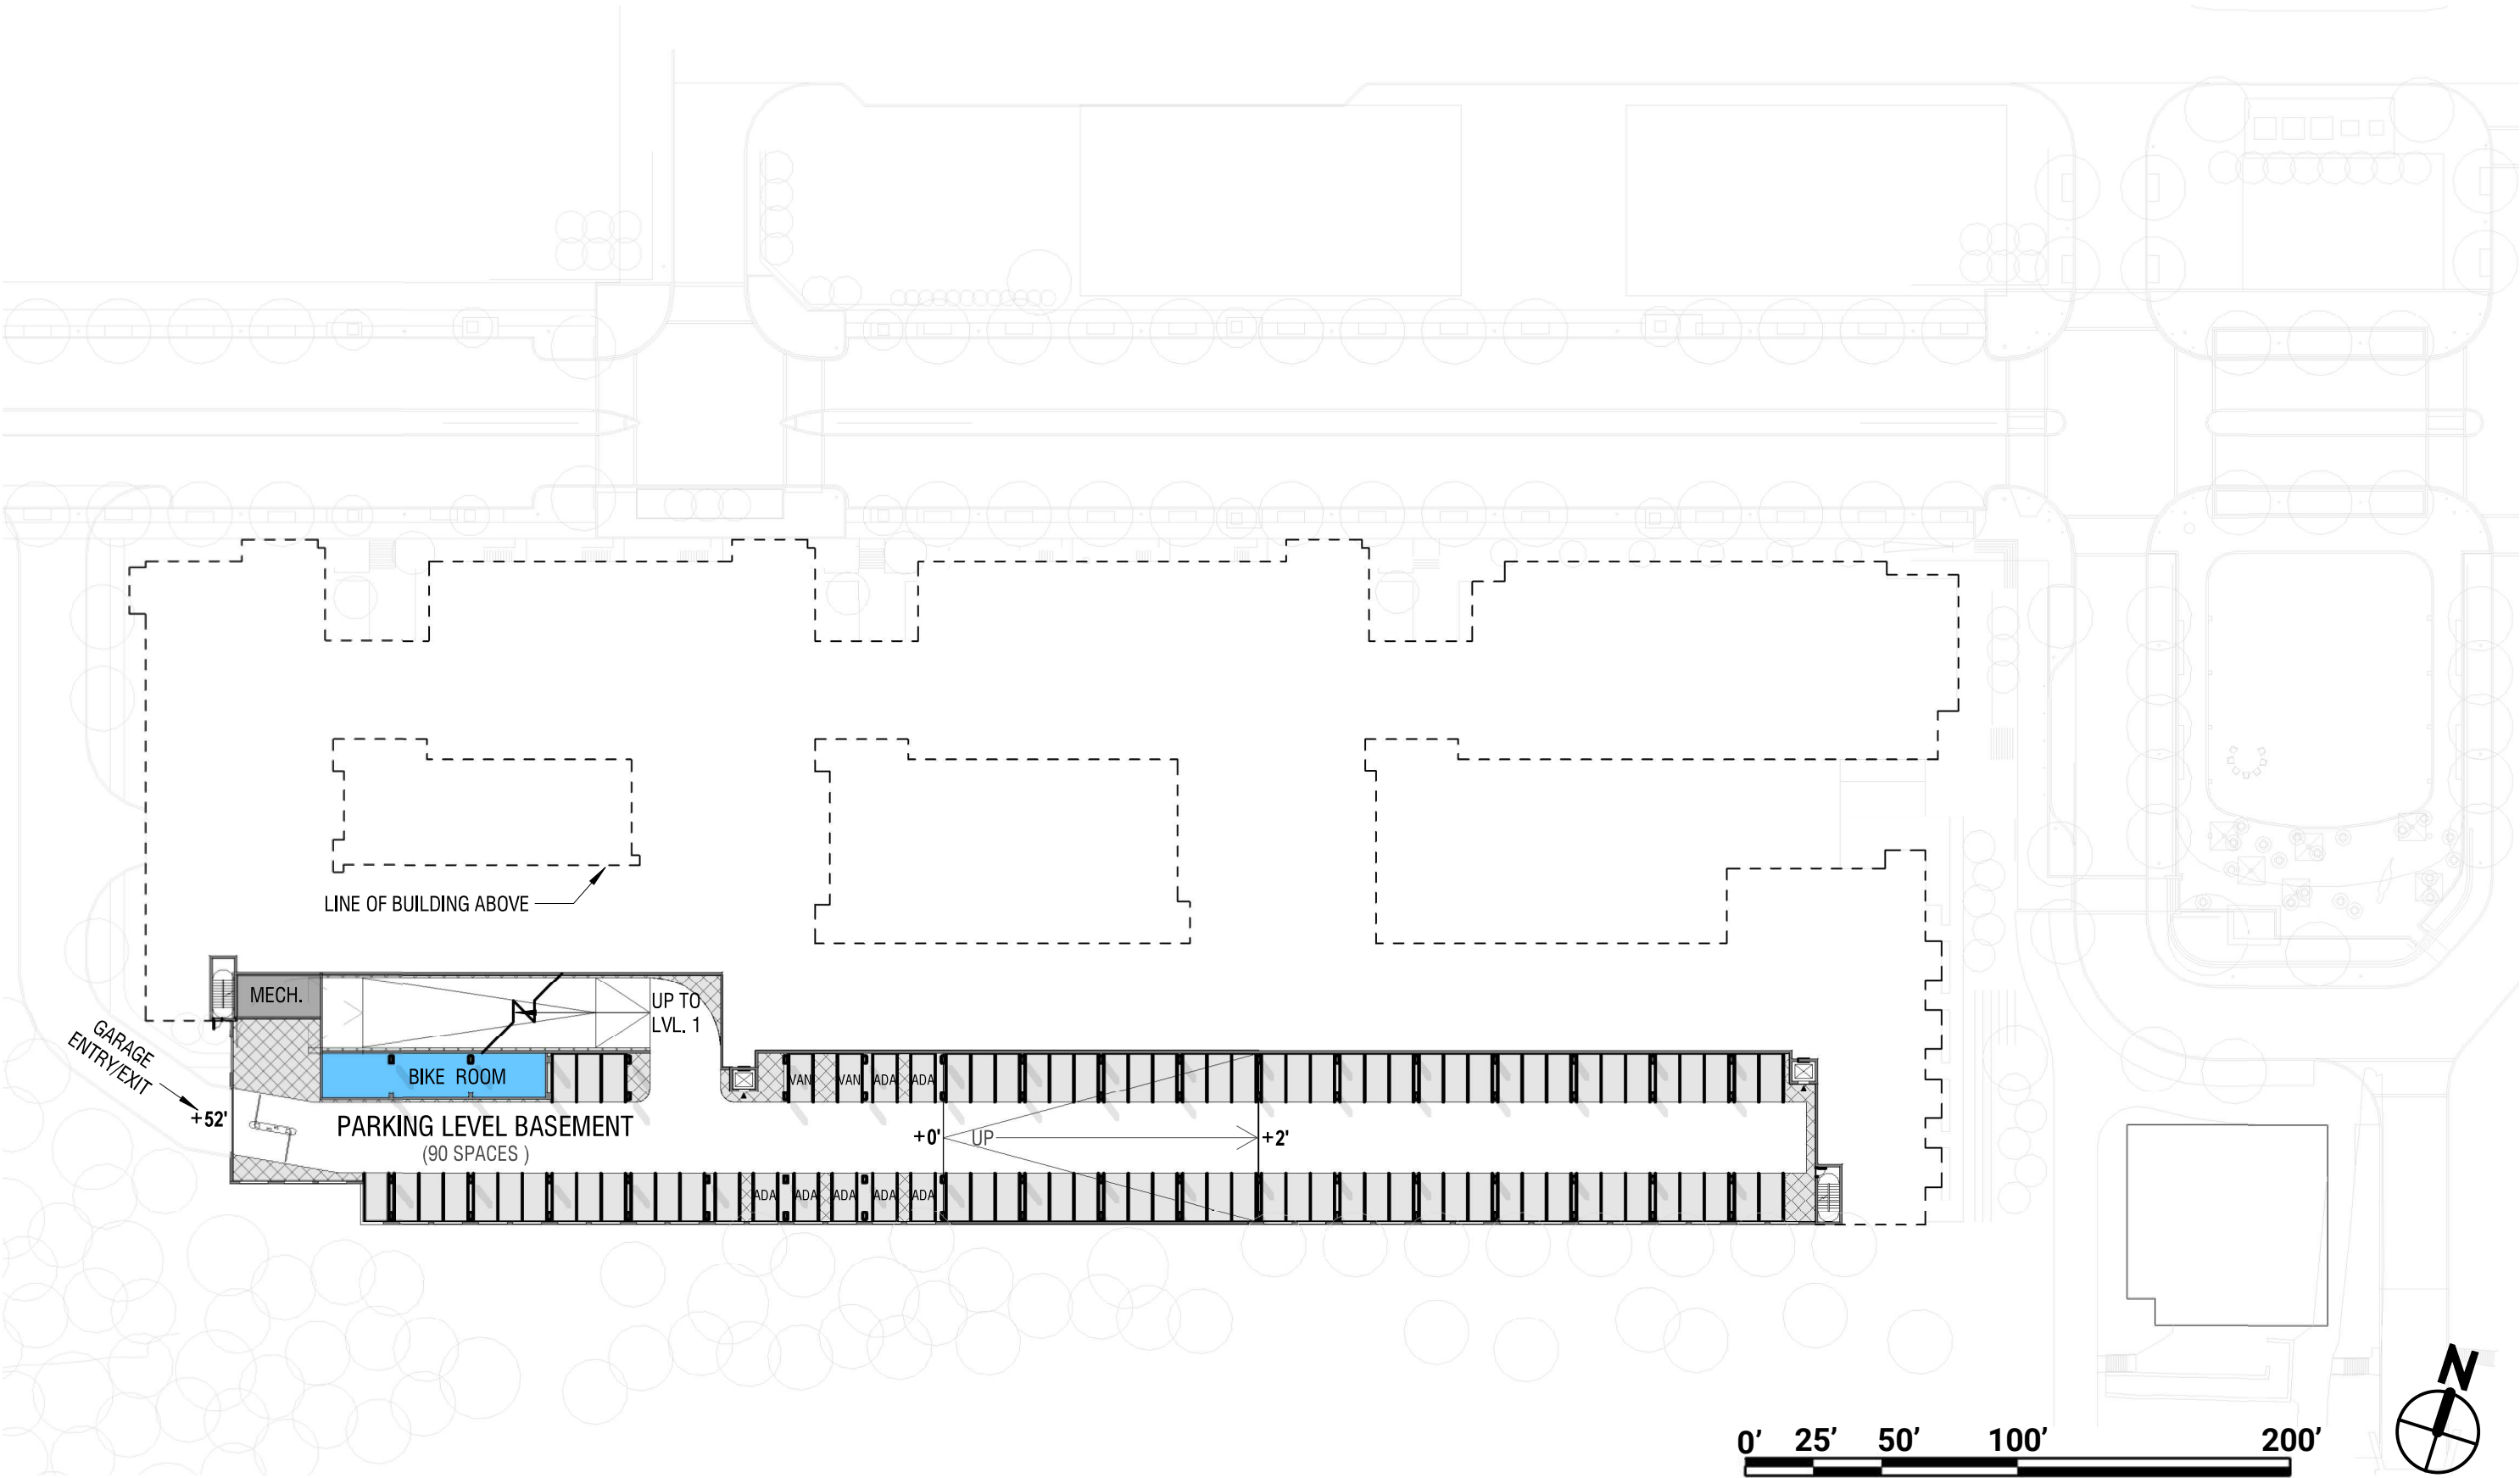 LINE OF BUILDING ABOVE
MECH.
UP TO
LVL. 1
GARAGE
ENTRY/EXIT
+52'
BIKE ROOM
VAN
VAN
ADA
ADA
PARKING LEVEL BASEMENT
(90 SPACES )
+0'
UP
+2'
ADA
ADA
ADA
ADA
ADA
N
0’
25’
50’
100’
200’